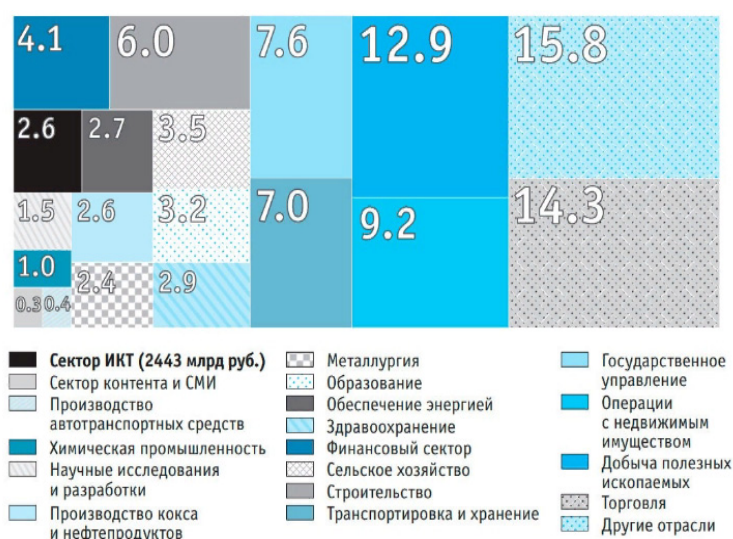 4.1 6.0 7.6 12.9 15.8
2.6 2.7 3.5
1.5 2.6 3.2 7.0 9.2 14.3
1.0 2.4 2.9
0.3 0.4
Сектор ИКТ (2443 млрд руб.)
Сектор контента и СМИ
Производство
автотранспортных средств
Химическая промышленность
Научные исследования
и разработки
Производство кокса
и нефтепродуктов
Металлургия
Образование
Обеспечение энергией
Здравоохранение
Финансовый сектор
Сельское хозяйство
Строительство
Транспортировка и хранение
Государственное
управление
Операции
с недвижимым
имуществом
Добыча полезных
ископаемых
Торговля
Другие отрасли